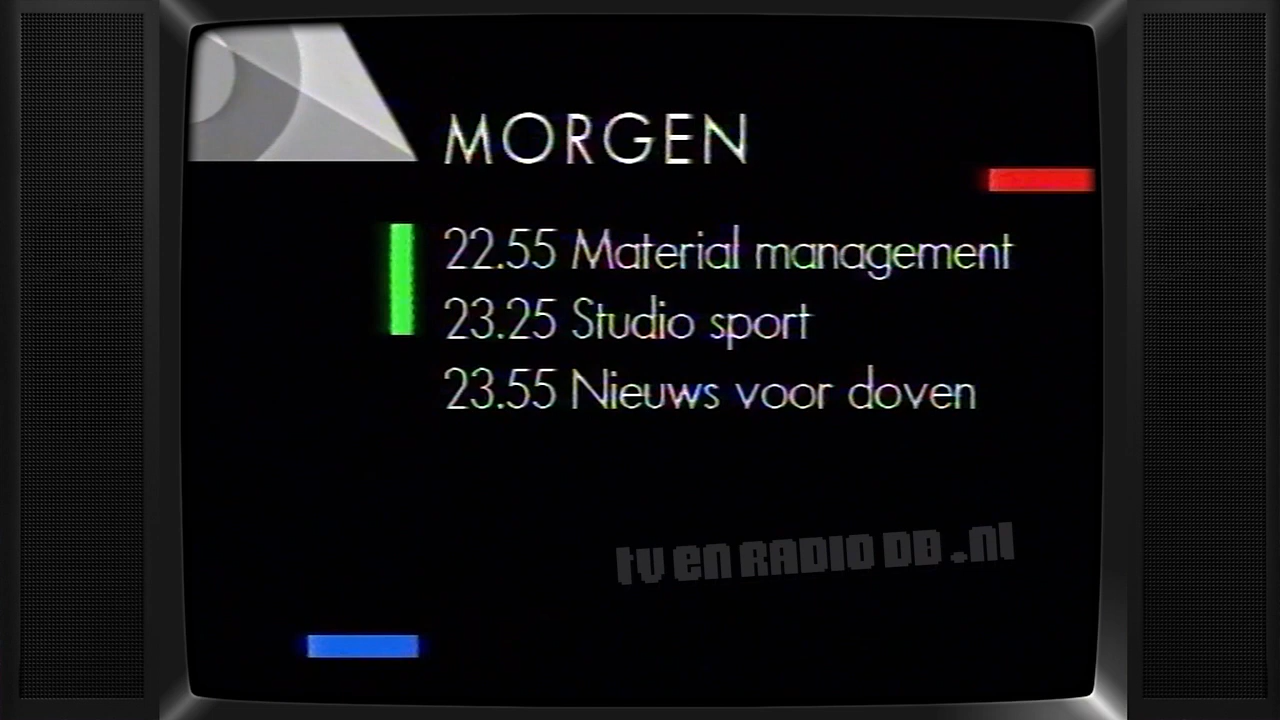 MORGEN
22.55 Material management
23.25 Studio sport
23.55 Nieuws voor doven
tv en RADIO DB .nl